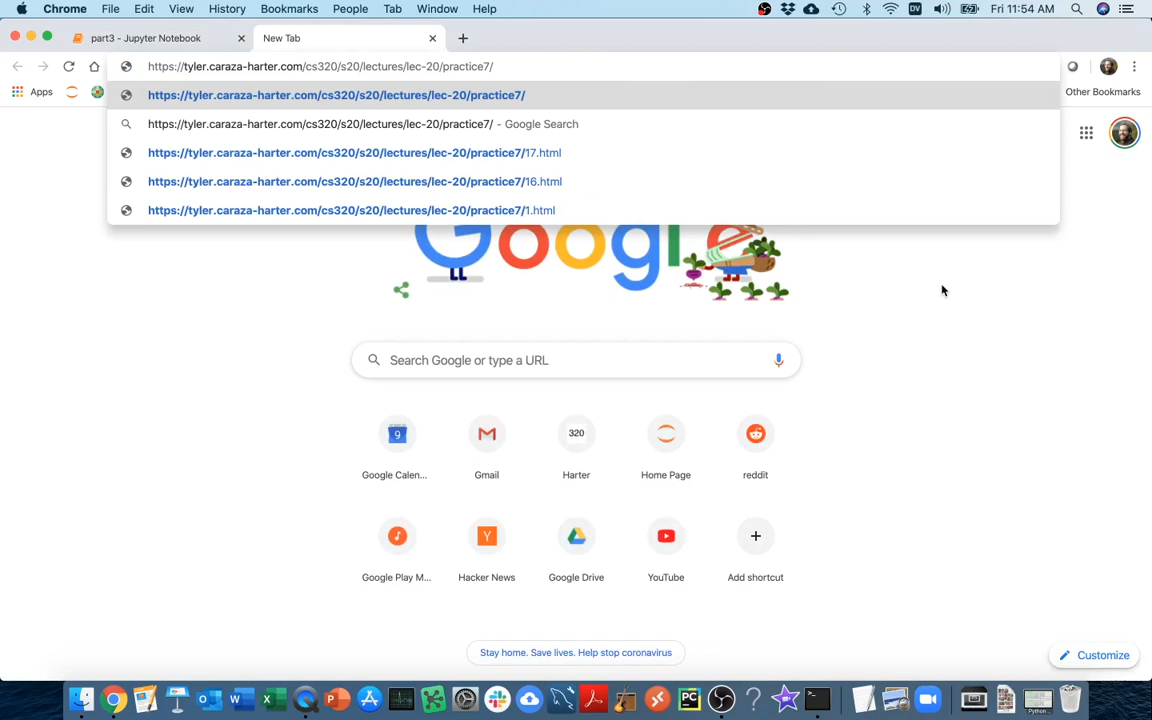 Chrome File Edit View History Bookmarks People Tab Window Help DV Fri 11:54 AM
part3 - Jupyter Notebook New Tab
https://tyler.caraza-harter.com/cs320/s20/lectures/lec-20/practice7/
Apps https://tyler.caraza-harter.com/cs320/s20/lectures/lec-20/practice7/ Other Bookmarks
https://tyler.caraza-harter.com/cs320/s20/lectures/lec-20/practice7/ - Google Search
https://tyler.caraza-harter.com/cs320/s20/lectures/lec-20/practice7/17.html
https://tyler.caraza-harter.com/cs320/s20/lectures/lec-20/practice7/16.html
https://tyler.caraza-harter.com/cs320/s20/lectures/lec-20/practice7/1.html
Google
Search Google or type a URL
9 320
Google Calen... Gmail Harter Home Page reddit
Y
Google Play M... Hacker News Google Drive YouTube Add shortcut
Stay home. Save lives. Help stop coronavirus
Customize
W X P PC ? Python